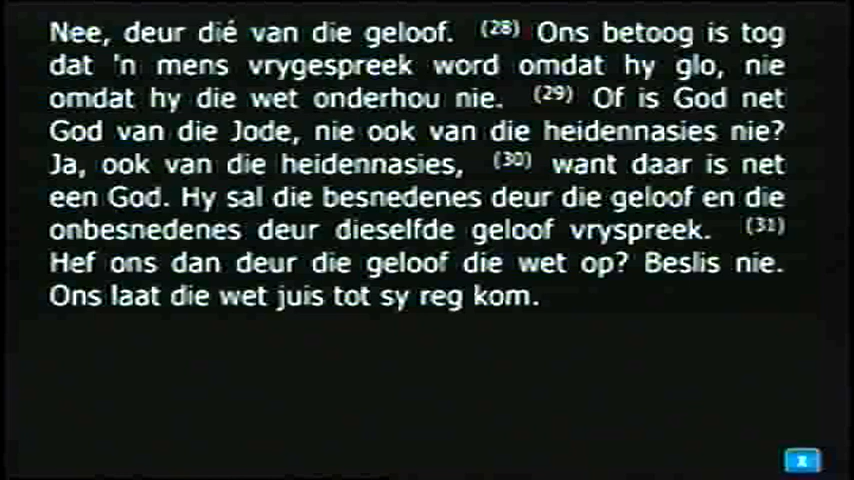 Nee, deur dié van die geloof. (28) Ons betoog is tog
dat 'n mens vrygespreek word omdat hy glo, nie
omdat hy die wet onderhou nie. (29) Of is God net
God van die Jode, nie ook van die heidennasies nie?
Ja, ook van die heidennasies, (30) want daar is net
een God. Hy sal die besnedenes deur die geloof en die
onbesnedenes deur dieselfde geloof vryspreek. (31)
Hef ons dan deur die geloof die wet op? Beslis nie.
Ons laat die wet juis tot sy reg kom.